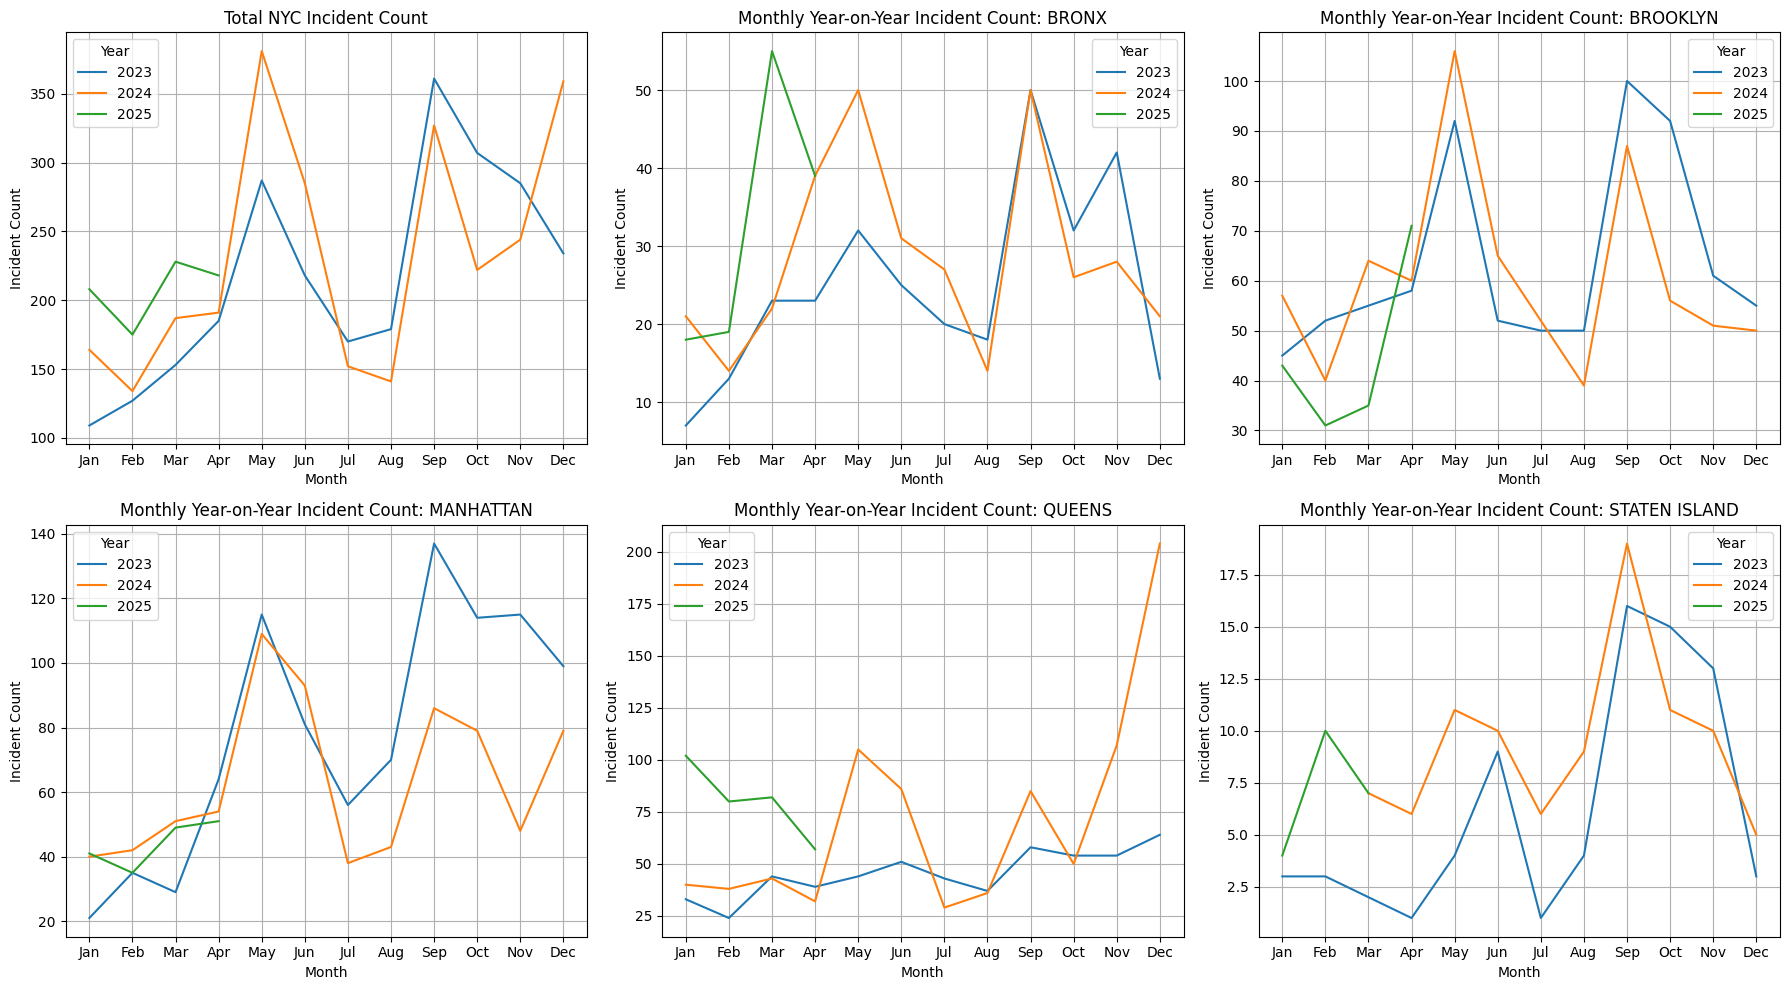 Total NYC Incident Count
Year
2023
2024
2025
350
300
250
200
150
100
Incident Count
Jan Feb Mar Apr May Jun Jul Aug Sep Oct Nov Dec
Month
Monthly Year-on-Year Incident Count: BRONX
Year
2023
2024
2025
50
40
30
20
10
Incident Count
Jan Feb Mar Apr May Jun Jul Aug Sep Oct Nov Dec
Month
Monthly Year-on-Year Incident Count: BROOKLYN
Year
2023
2024
2025
100
90
80
70
60
50
40
30
Incident Count
Jan Feb Mar Apr May Jun Jul Aug Sep Oct Nov Dec
Month
Monthly Year-on-Year Incident Count: MANHATTAN
Year
2023
2024
2025
140
120
100
80
60
40
20
Incident Count
Jan Feb Mar Apr May Jun Jul Aug Sep Oct Nov Dec
Month
Monthly Year-on-Year Incident Count: QUEENS
Year
2023
2024
2025
200
175
150
125
100
75
50
25
Incident Count
Jan Feb Mar Apr May Jun Jul Aug Sep Oct Nov Dec
Month
Monthly Year-on-Year Incident Count: STATEN ISLAND
Year
2023
2024
2025
17.5
15.0
12.5
10.0
7.5
5.0
2.5
Incident Count
Jan Feb Mar Apr May Jun Jul Aug Sep Oct Nov Dec
Month